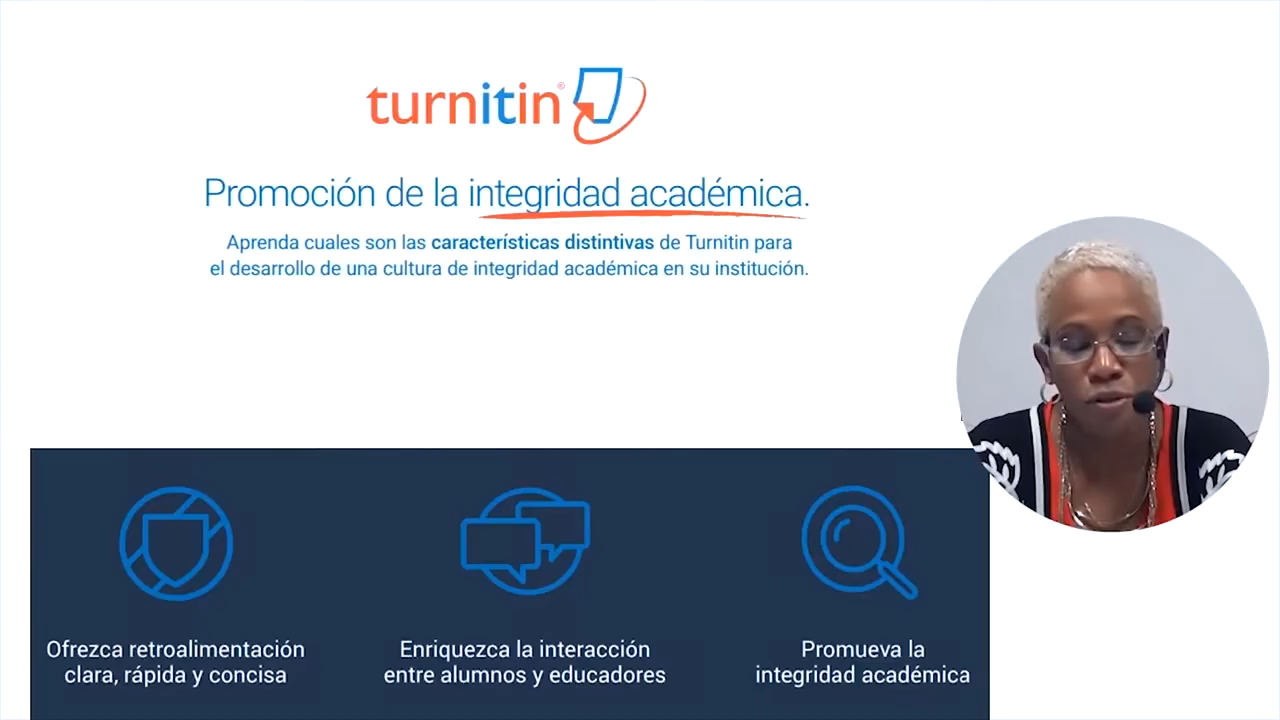 turnitin®
Promoción de la integridad académica.
Aprenda cuales son las características distintivas de Turnitin para
el desarrollo de una cultura de integridad académica en su institución.
Ofrezca retroalimentación
clara, rápida y concisa
Enriquezca la interacción
entre alumnos y educadores
Promueva la
integridad académica